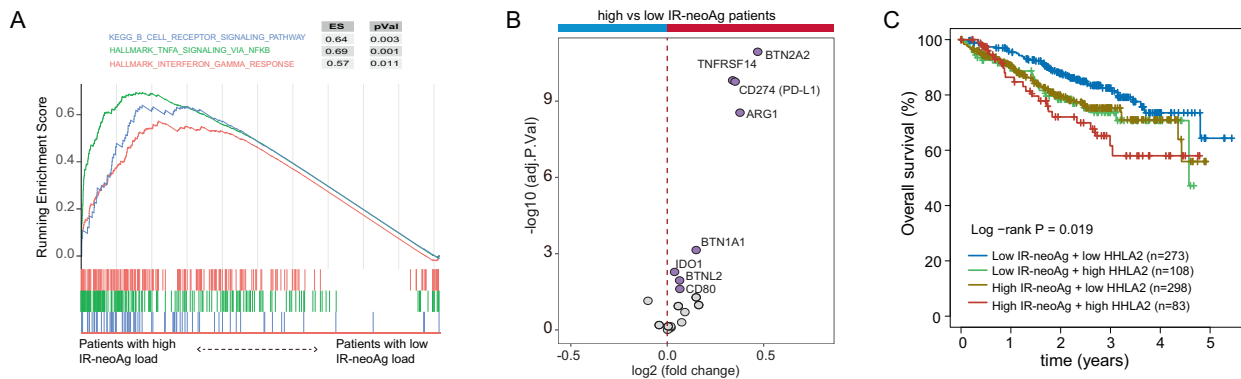 A
ES pVal
KEGG_B_CELL_RECEPTOR_SIGNALING_PATHWAY 0.64 0.003
HALLMARK_TNFA_SIGNALING_VIA_NFKB 0.69 0.001
HALLMARK_INTERFERON_GAMMA_RESPONSE 0.57 0.011
Running Enrichment Score
0.6
0.4
0.2
0.0
Patients with high
IR-neoAg load
Patients with low
IR-neoAg load
B
high vs low IR-neoAg patients
BTN2A2
TNFRSF14
CD274 (PD-L1)
ARG1
BTN1A1
IDO1
BTNL2
CD80
-log10 (adj.P.Val)
9
6
3
0
-0.5 0 0.5
log2 (fold change)
C
Overall survival (%)
100
80
60
40
20
0
Log −rank P = 0.019
Low IR-neoAg + low HHLA2 (n=273)
Low IR-neoAg + high HHLA2 (n=108)
High IR-neoAg + low HHLA2 (n=298)
High IR-neoAg + high HHLA2 (n=83)
0 1 2 3 4 5
time (years)